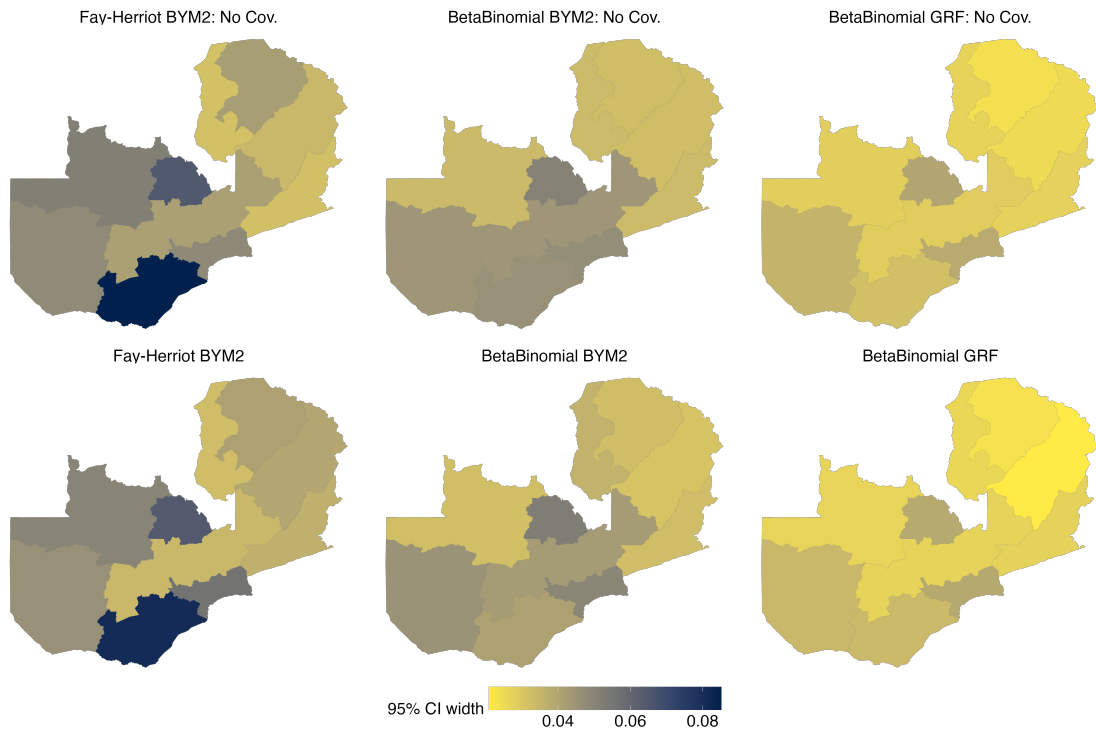 Fay-Herriot BYM2: No Cov.
BetaBinomial BYM2: No Cov.
BetaBinomial GRF: No Cov.
Fay-Herriot BYM2
BetaBinomial BYM2
BetaBinomial GRF
95% CI width
0.04 0.06 0.08